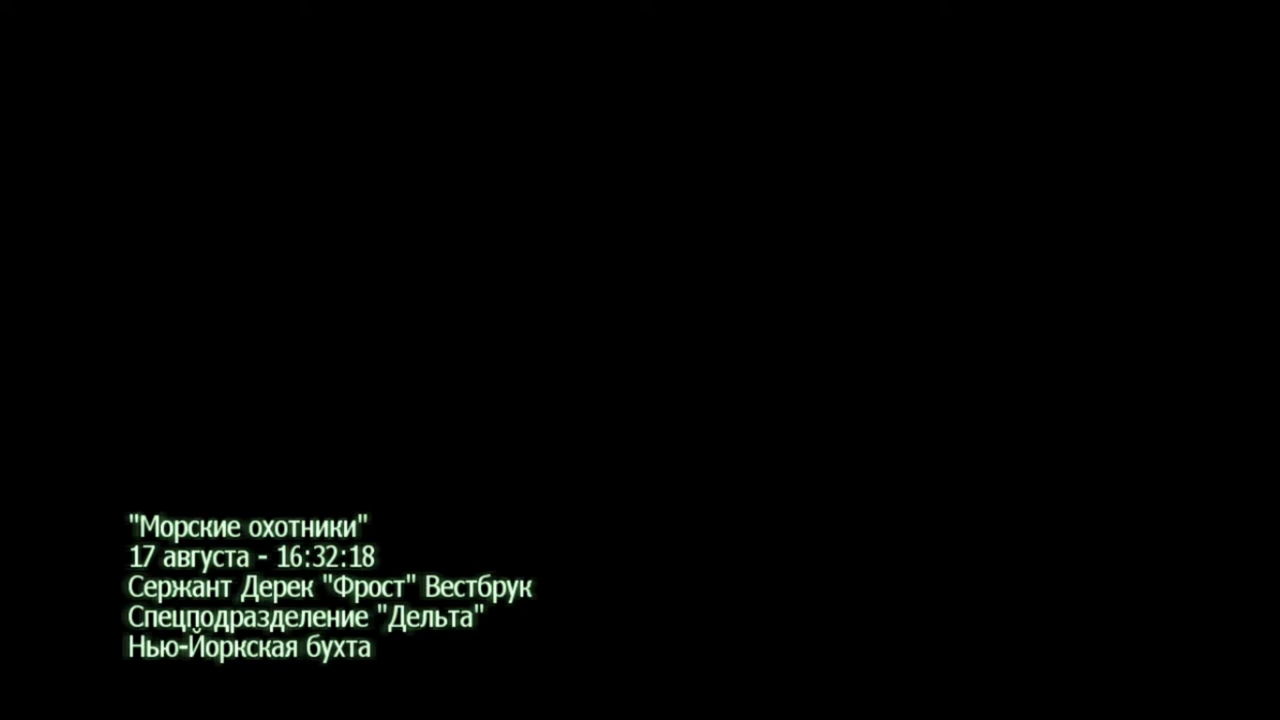 "Морские охотники"
17 августа - 16:32:18
Сержант Дерек "Фрост" Вестбрук
Спецподразделение "Дельта"
Нью-Йоркская бухта